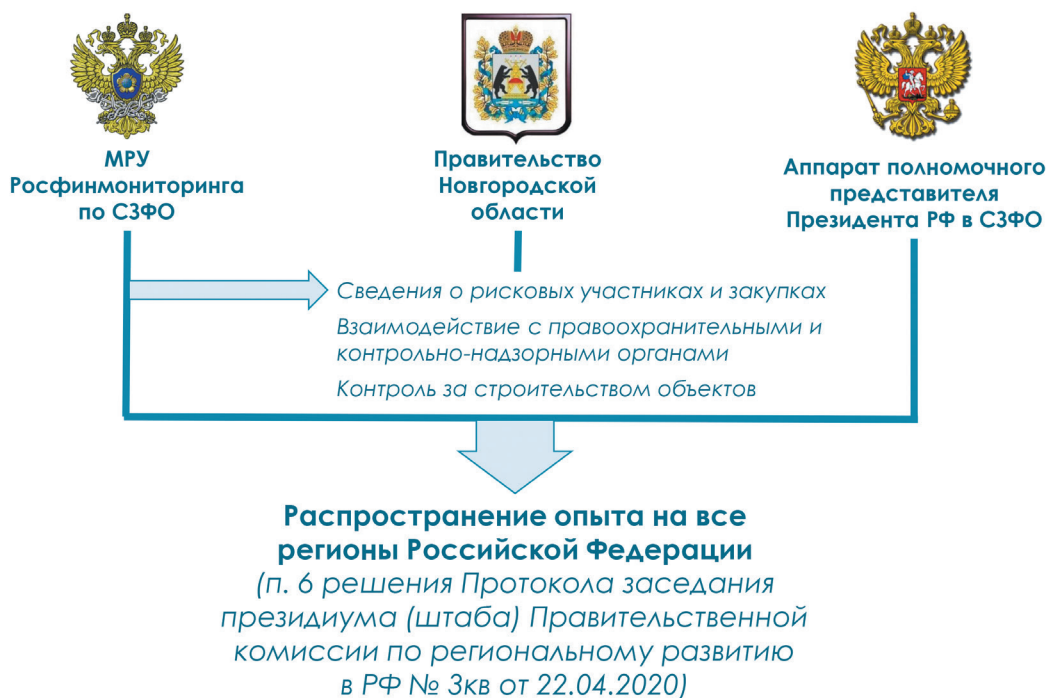 МРУ
Росфинмониторинга
по СЗФО
Правительство
Новгородской
области
Аппарат полномочного
представителя
Президента РФ в СЗФО
Сведения о рисковых участниках и закупках
Взаимодействие с правоохранительными и
контрольно-надзорными органами
Контроль за строительством объектов
Распространение опыта на все
регионы Российской Федерации
(п. 6 решения Протокола заседания
президиума (штаба) Правительственной
комиссии по региональному развитию
в РФ № 3кв от 22.04.2020)